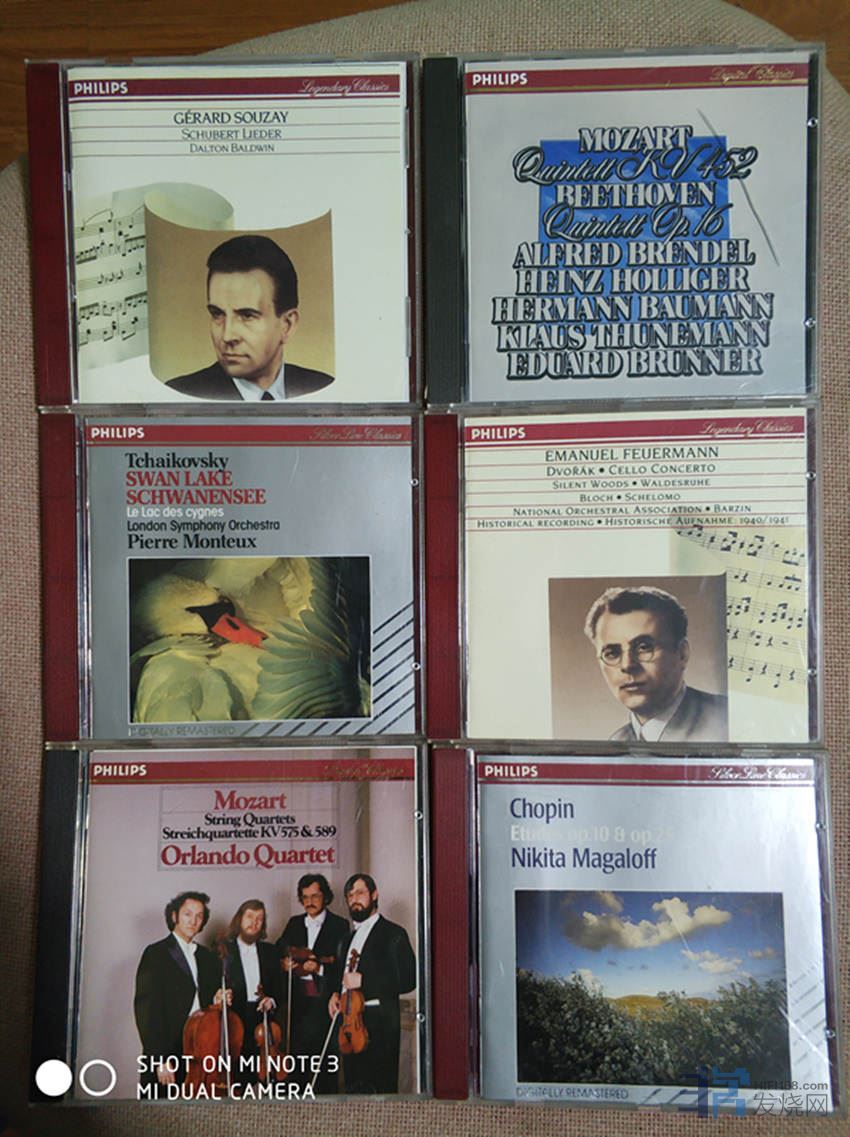 PHILIPS
Legendary Classics
GÉRARD SOUZAY
SCHUBERT LIEDER
DALTON BALDWIN
PHILIPS
Digital Classics
MOZART
Quintett KV 452
BEETHOVEN
Quintett Op.16
ALFRED BRENDEL
HEINZ HOLLIGER
HERMANN BAUMANN
KLAUS THUNEMANN
EDUARD BRUNNER
PHILIPS
Silver Line Classics
Tchaikovsky
SWAN LAKE
SCHWANENSEE
Le Lac des cygnes
London Symphony Orchestra
Pierre Monteux
DIGITALLY REMASTERED
PHILIPS
Legendary Classics
EMANUEL FEUERMANN
DVOŘÁK • CELLO CONCERTO
SILENT WOODS • WALDESRUHE
BLOCH • SCHELOMO
NATIONAL ORCHESTRAL ASSOCIATION • BARZIN
HISTORICAL RECORDING • HISTORISCHE AUFNAHME: 1940/1941
PHILIPS
Mozart
String Quartets
Streichquartette KV 575 & 589
Orlando Quartet
PHILIPS
Silver Line Classics
Chopin
Etudes op.10 & op.25
Nikita Magaloff
DIGITALLY REMASTERED
SHOT ON MI NOTE 3
MI DUAL CAMERA
HIFI168.com
发烧网